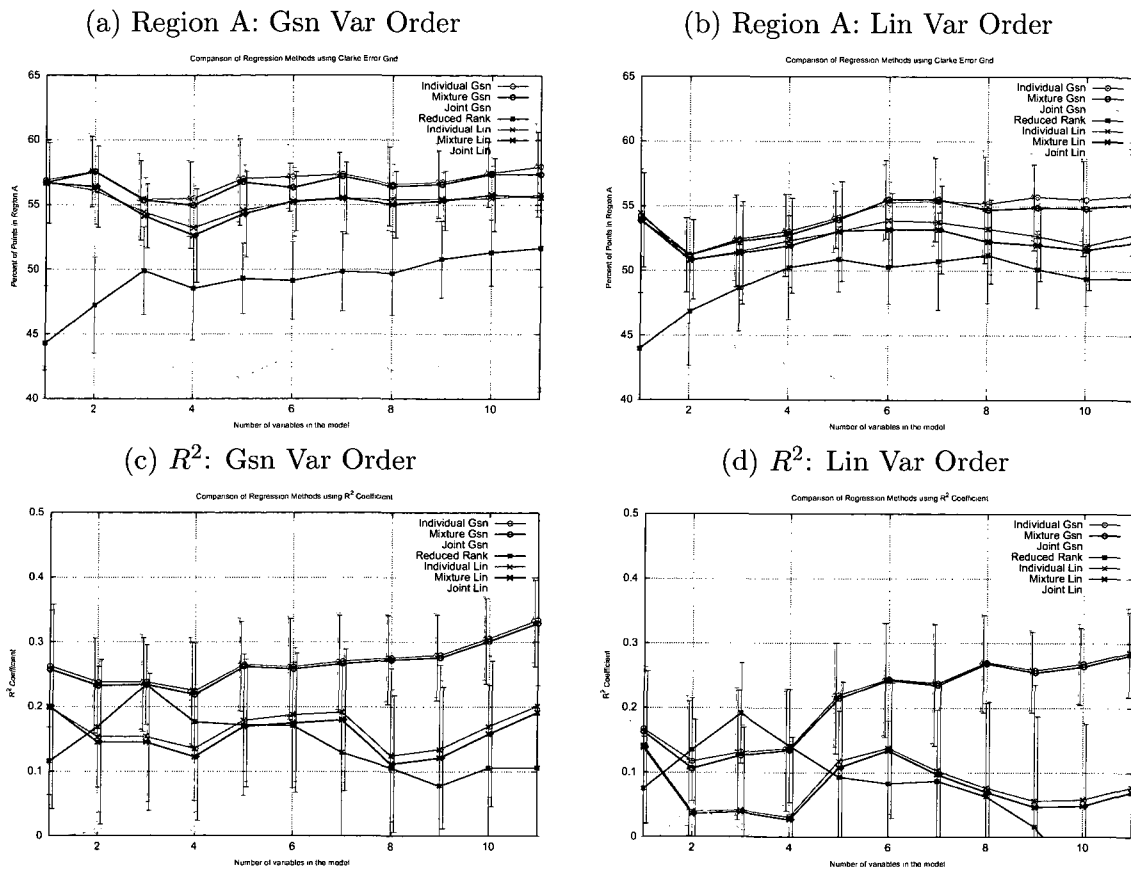 (a) Region A: Gsn Var Order
Comparison of Regression Methods using Clarke Error Grid
Percent of Points in Region A
65
60
55
50
45
40
Individual Gsn
Mixture Gsn
Joint Gsn
Reduced Rank
Individual Lin
Mixture Lin
Joint Lin
2 4 6 8 10
Number of variables in the model
(b) Region A: Lin Var Order
Comparison of Regression Methods using Clarke Error Grid
Percent of Points in Region A
65
60
55
50
45
40
Individual Gsn
Mixture Gsn
Joint Gsn
Reduced Rank
Individual Lin
Mixture Lin
Joint Lin
2 4 6 8 10
Number of variables in the model
(c) R²: Gsn Var Order
Comparison of Regression Methods using R² Coefficient
R² Coefficient
0.5
0.4
0.3
0.2
0.1
0
Individual Gsn
Mixture Gsn
Joint Gsn
Reduced Rank
Individual Lin
Mixture Lin
Joint Lin
2 4 6 8 10
Number of variables in the model
(d) R²: Lin Var Order
Comparison of Regression Methods using R² Coefficient
R² Coefficient
0.5
0.4
0.3
0.2
0.1
0
Individual Gsn
Mixture Gsn
Joint Gsn
Reduced Rank
Individual Lin
Mixture Lin
Joint Lin
2 4 6 8 10
Number of variables in the model